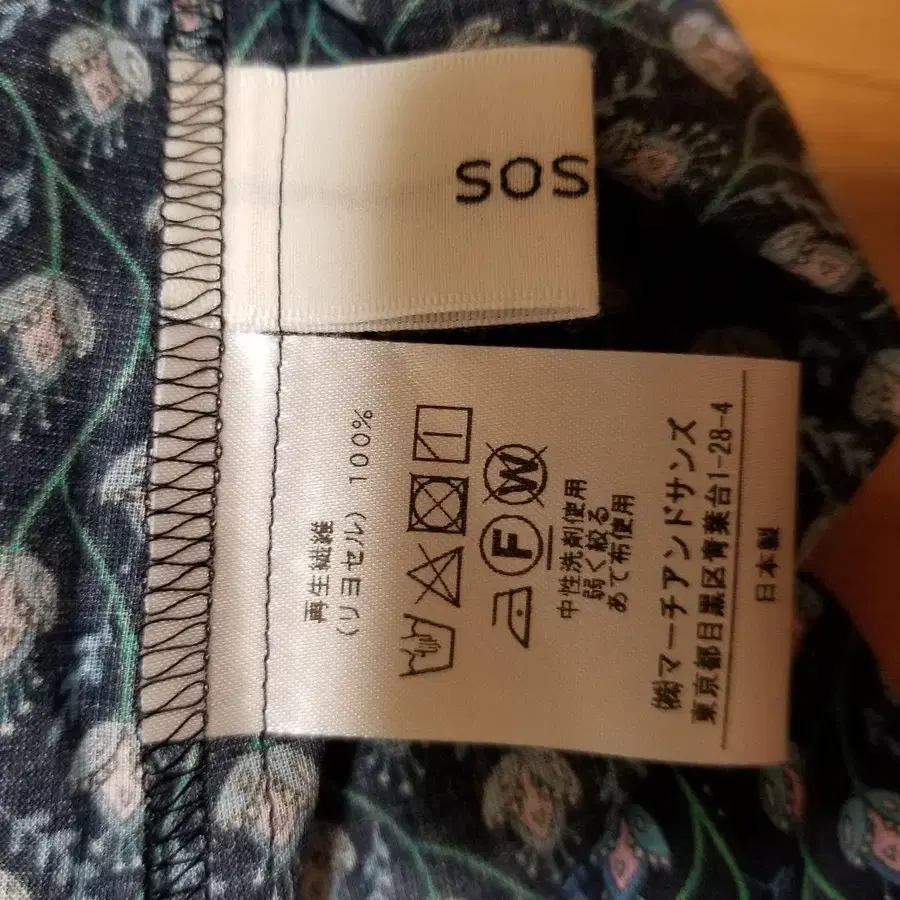 SOS
再生繊維
(リヨセル) 100%
W
F
中性洗剤使用
弱く絞る
あて布使用
(株)マーチアンドサンズ
東京都目黒区青葉台1-28-4
日本製